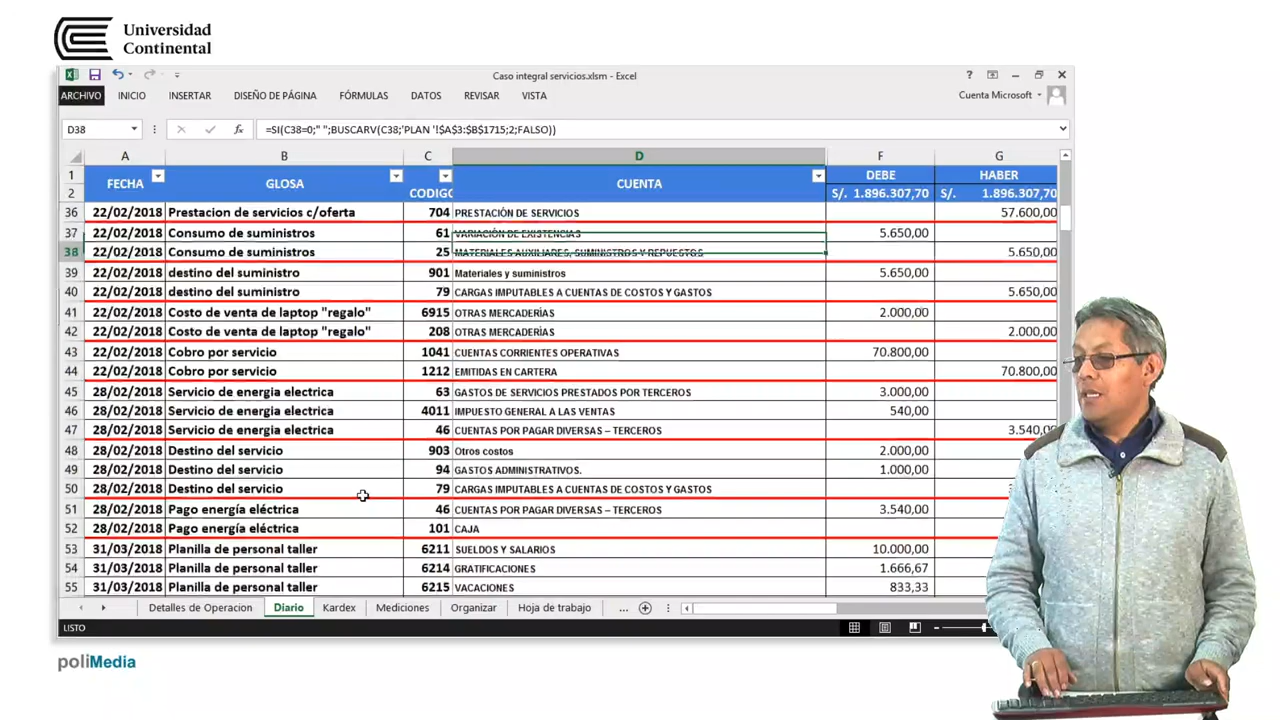 Universidad
Continental
Caso integral servicios.xlsm - Excel
?
ARCHIVO INICIO INSERTAR DISEÑO DE PÁGINA FÓRMULAS DATOS REVISAR VISTA Cuenta Microsoft
D38 fx =SI(C38=0;" ";BUSCARV(C38;'PLAN '!$A$3:$B$1715;2;FALSO))
A B C D F G
1 FECHA GLOSA CUENTA DEBE HABER
2 CODIGO S/. 1.896.307,70 S/. 1.896.307,70
36 22/02/2018 Prestacion de servicios c/oferta 704 PRESTACIÓN DE SERVICIOS 57.600,00
37 22/02/2018 Consumo de suministros 61 VARIACIÓN DE EXISTENCIAS 5.650,00
38 22/02/2018 Consumo de suministros 25 MATERIALES AUXILIARES, SUMINISTROS Y REPUESTOS 5.650,00
39 22/02/2018 destino del suministro 901 Materiales y suministros 5.650,00
40 22/02/2018 destino del suministro 79 CARGAS IMPUTABLES A CUENTAS DE COSTOS Y GASTOS 5.650,00
41 22/02/2018 Costo de venta de laptop "regalo" 6915 OTRAS MERCADERÍAS 2.000,00
42 22/02/2018 Costo de venta de laptop "regalo" 208 OTRAS MERCADERÍAS 2.000,00
43 22/02/2018 Cobro por servicio 1041 CUENTAS CORRIENTES OPERATIVAS 70.800,00
44 22/02/2018 Cobro por servicio 1212 EMITIDAS EN CARTERA 70.800,00
45 28/02/2018 Servicio de energia electrica 63 GASTOS DE SERVICIOS PRESTADOS POR TERCEROS 3.000,00
46 28/02/2018 Servicio de energia electrica 4011 IMPUESTO GENERAL A LAS VENTAS 540,00
47 28/02/2018 Servicio de energia electrica 46 CUENTAS POR PAGAR DIVERSAS – TERCEROS 3.540,0
48 28/02/2018 Destino del servicio 903 Otros costos 2.000,00
49 28/02/2018 Destino del servicio 94 GASTOS ADMINISTRATIVOS. 1.000,00
50 28/02/2018 Destino del servicio 79 CARGAS IMPUTABLES A CUENTAS DE COSTOS Y GASTOS
51 28/02/2018 Pago energía eléctrica 46 CUENTAS POR PAGAR DIVERSAS – TERCEROS 3.540,00
52 28/02/2018 Pago energía eléctrica 101 CAJA
53 31/03/2018 Planilla de personal taller 6211 SUELDOS Y SALARIOS 10.000,00
54 31/03/2018 Planilla de personal taller 6214 GRATIFICACIONES 1.666,67
55 31/03/2018 Planilla de personal taller 6215 VACACIONES 833,33
Detalles de Operacion Diario Kardex Mediciones Organizar Hoja de trabajo ...
LISTO
poliMedia